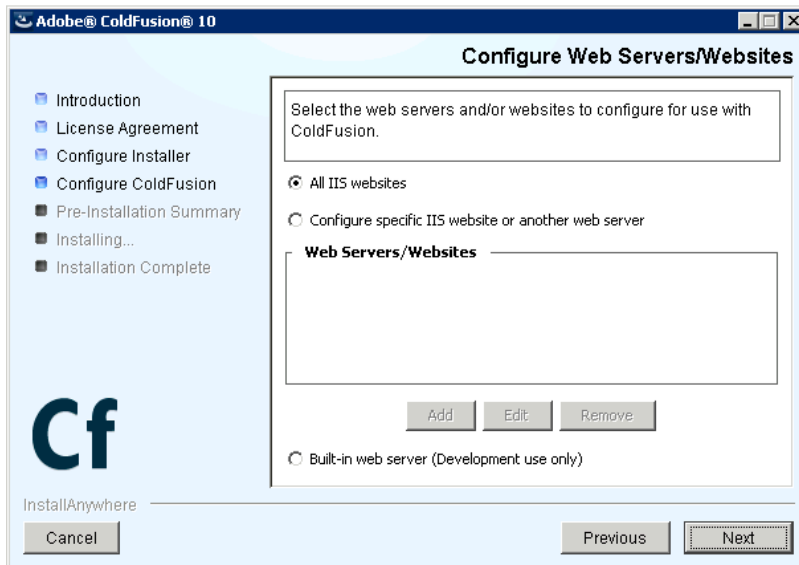 Adobe® ColdFusion® 10
Configure Web Servers/Websites
Introduction
License Agreement
Configure Installer
Configure ColdFusion
Pre-Installation Summary
Installing...
Installation Complete
Select the web servers and/or websites to configure for use with
ColdFusion.
All IIS websites
Configure specific IIS website or another web server
Web Servers/Websites
Add Edit Remove
Built-in web server (Development use only)
Cf
InstallAnywhere
Cancel Previous Next